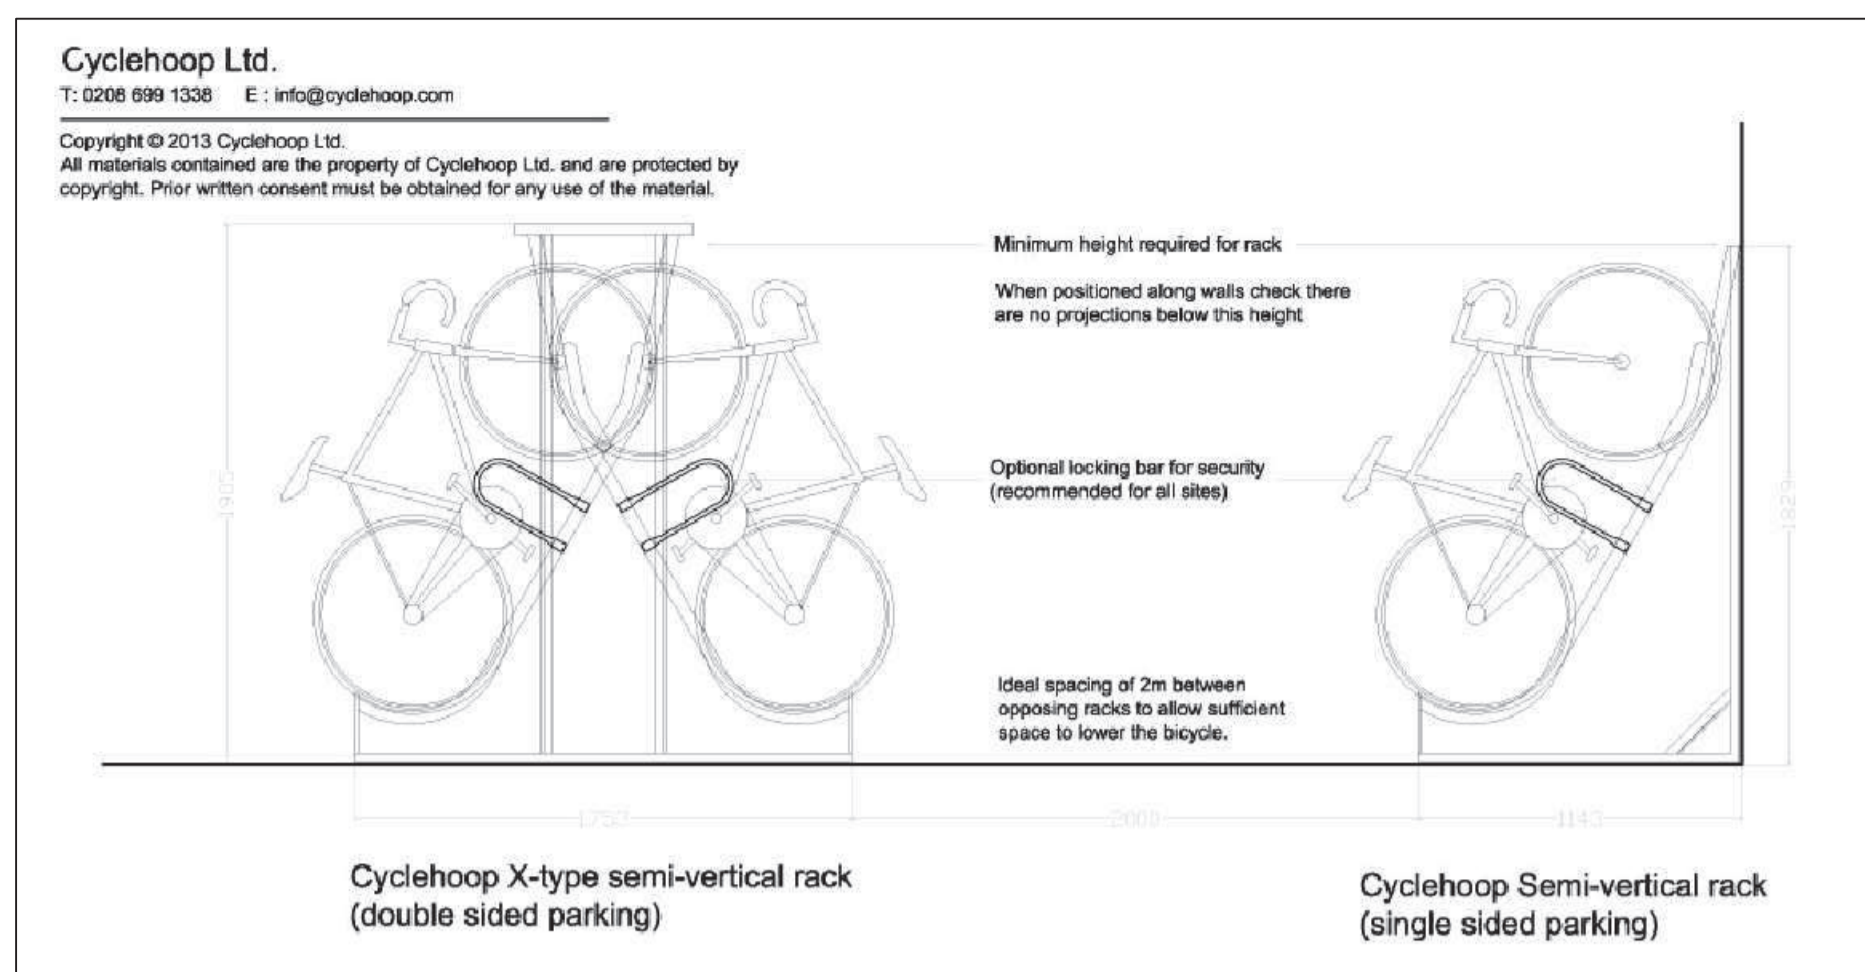 Cyclehoop Ltd.
T: 0208 699 1338 E : info@cyclehoop.com
Copyright © 2013 Cyclehoop Ltd.
All materials contained are the property of Cyclehoop Ltd. and are protected by
copyright. Prior written consent must be obtained for any use of the material.
Minimum height required for rack
When positioned along walls check there
are no projections below this height
Optional locking bar for security
(recommended for all sites)
1829
Ideal spacing of 2m between
opposing racks to allow sufficient
space to lower the bicycle.
2000
1143
Cyclehoop X-type semi-vertical rack
(double sided parking)
Cyclehoop Semi-vertical rack
(single sided parking)